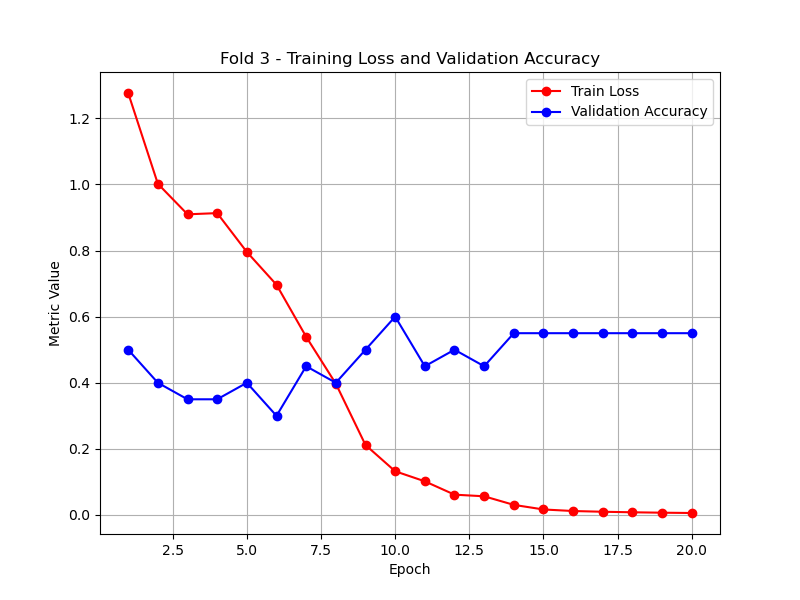 Fold 3 - Training Loss and Validation Accuracy
Train Loss
Validation Accuracy
Metric Value
1.2
1.0
0.8
0.6
0.4
0.2
0.0
2.5 5.0 7.5 10.0 12.5 15.0 17.5 20.0
Epoch